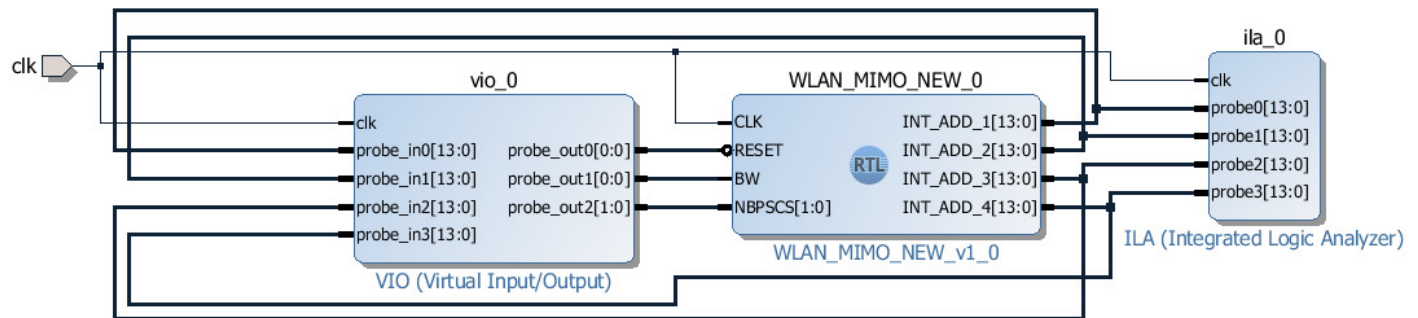 clk
vio_0
clk
probe_in0[13:0]
probe_in1[13:0]
probe_in2[13:0]
probe_in3[13:0]
probe_out0[0:0]
probe_out1[0:0]
probe_out2[1:0]
VIO (Virtual Input/Output)
WLAN_MIMO_NEW_0
CLK
RESET
BW
NBPSCS[1:0]
RTL
INT_ADD_1[13:0]
INT_ADD_2[13:0]
INT_ADD_3[13:0]
INT_ADD_4[13:0]
WLAN_MIMO_NEW_v1_0
ila_0
clk
probe0[13:0]
probe1[13:0]
probe2[13:0]
probe3[13:0]
ILA (Integrated Logic Analyzer)